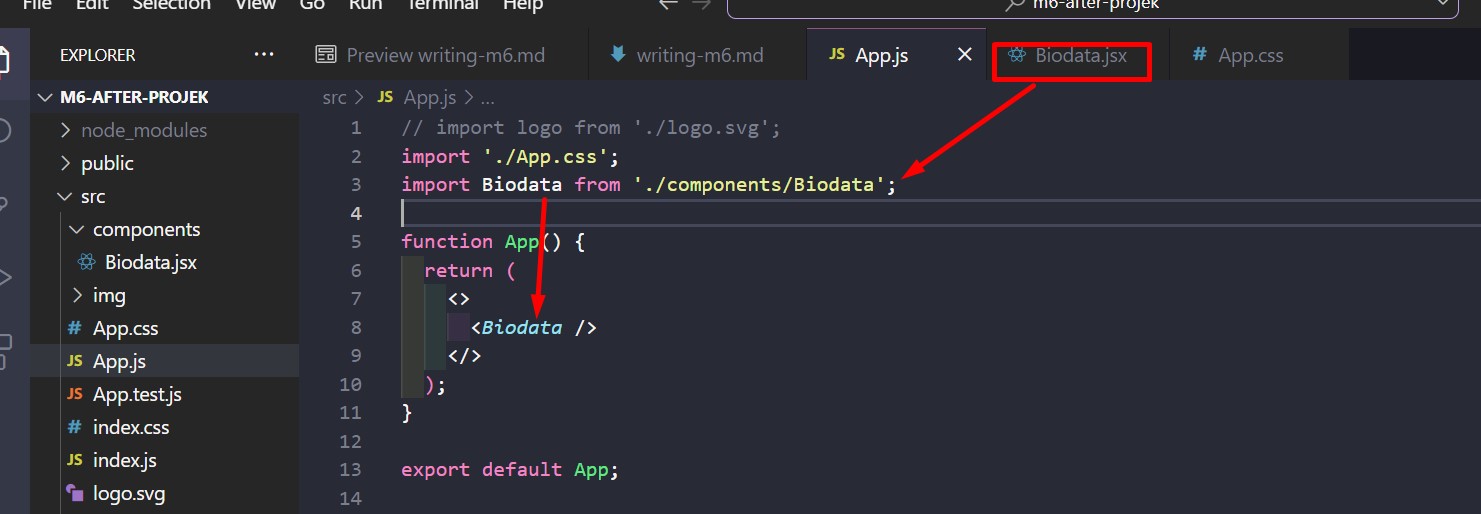 File Edit Selection View Go Run Terminal Help
m6-after-projek
EXPLORER ...
Preview writing-m6.md
writing-m6.md
JS App.js
Biodata.jsx
# App.css
M6-AFTER-PROJEK
node_modules
public
src
components
Biodata.jsx
img
# App.css
JS App.js
JS App.test.js
# index.css
JS index.js
logo.svg
src > JS App.js > ...
1 // import logo from './logo.svg';
2 import './App.css';
3 import Biodata from './components/Biodata';
4
5 function App() {
6 return (
7 <>
8 <Biodata />
9 </>
10 );
11 }
12
13 export default App;
14